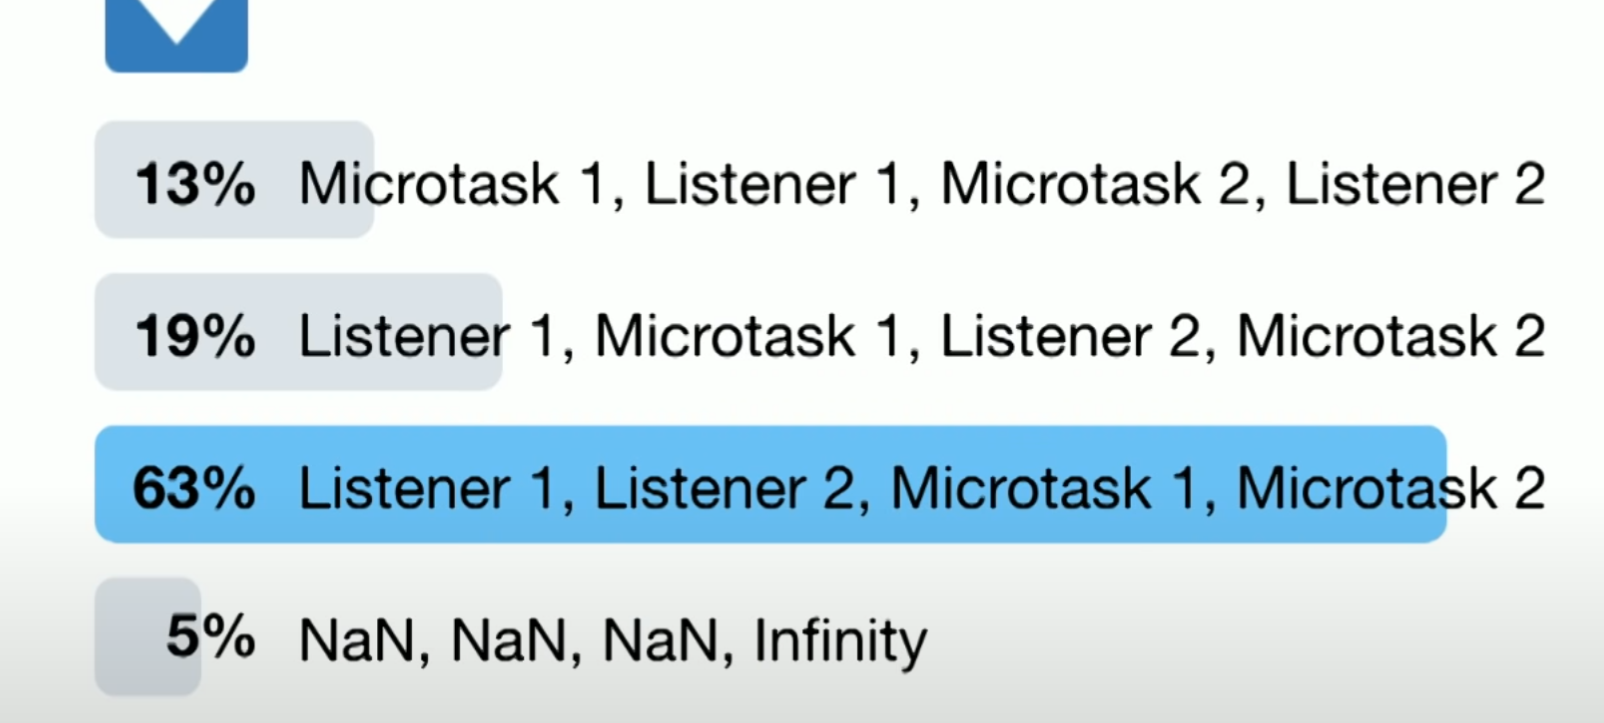 13% Microtask 1, Listener 1, Microtask 2, Listener 2
19% Listener 1, Microtask 1, Listener 2, Microtask 2
63% Listener 1, Listener 2, Microtask 1, Microtask 2
5% NaN, NaN, NaN, Infinity